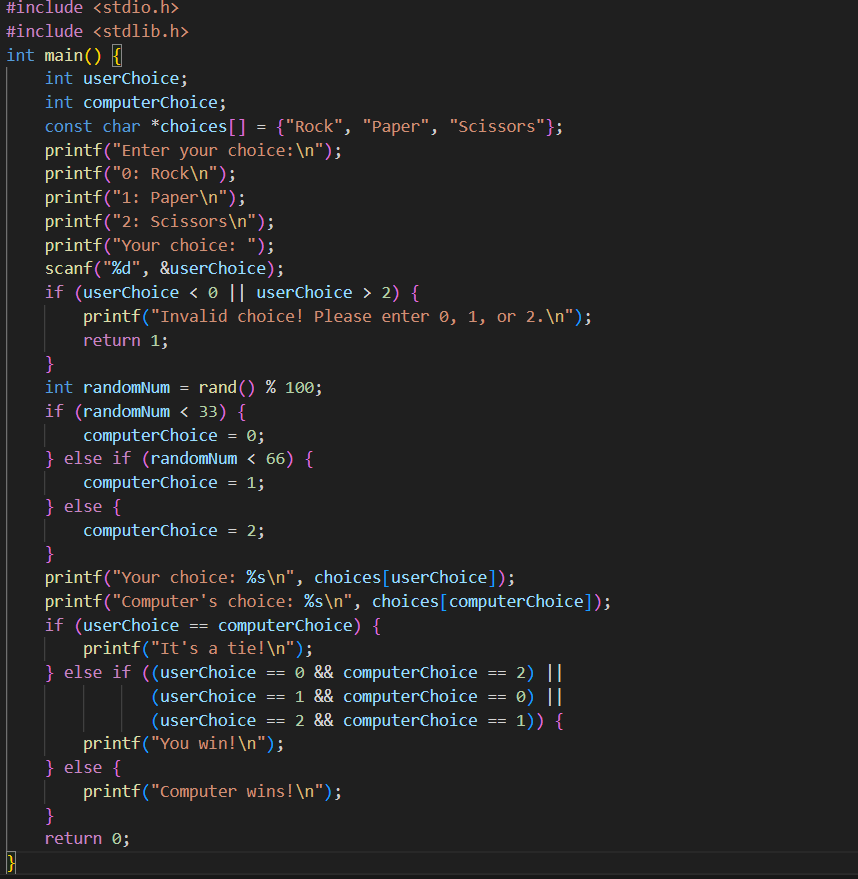 #include <stdio.h>
#include <stdlib.h>
int main() {
    int userChoice;
    int computerChoice;
    const char *choices[] = {"Rock", "Paper", "Scissors"};
    printf("Enter your choice:\n");
    printf("0: Rock\n");
    printf("1: Paper\n");
    printf("2: Scissors\n");
    printf("Your choice: ");
    scanf("%d", &userChoice);
    if (userChoice < 0 || userChoice > 2) {
        printf("Invalid choice! Please enter 0, 1, or 2.\n");
        return 1;
    }
    int randomNum = rand() % 100;
    if (randomNum < 33) {
        computerChoice = 0;
    } else if (randomNum < 66) {
        computerChoice = 1;
    } else {
        computerChoice = 2;
    }
    printf("Your choice: %s\n", choices[userChoice]);
    printf("Computer's choice: %s\n", choices[computerChoice]);
    if (userChoice == computerChoice) {
        printf("It's a tie!\n");
    } else if ((userChoice == 0 && computerChoice == 2) ||
               (userChoice == 1 && computerChoice == 0) ||
               (userChoice == 2 && computerChoice == 1)) {
        printf("You win!\n");
    } else {
        printf("Computer wins!\n");
    }
    return 0;
}